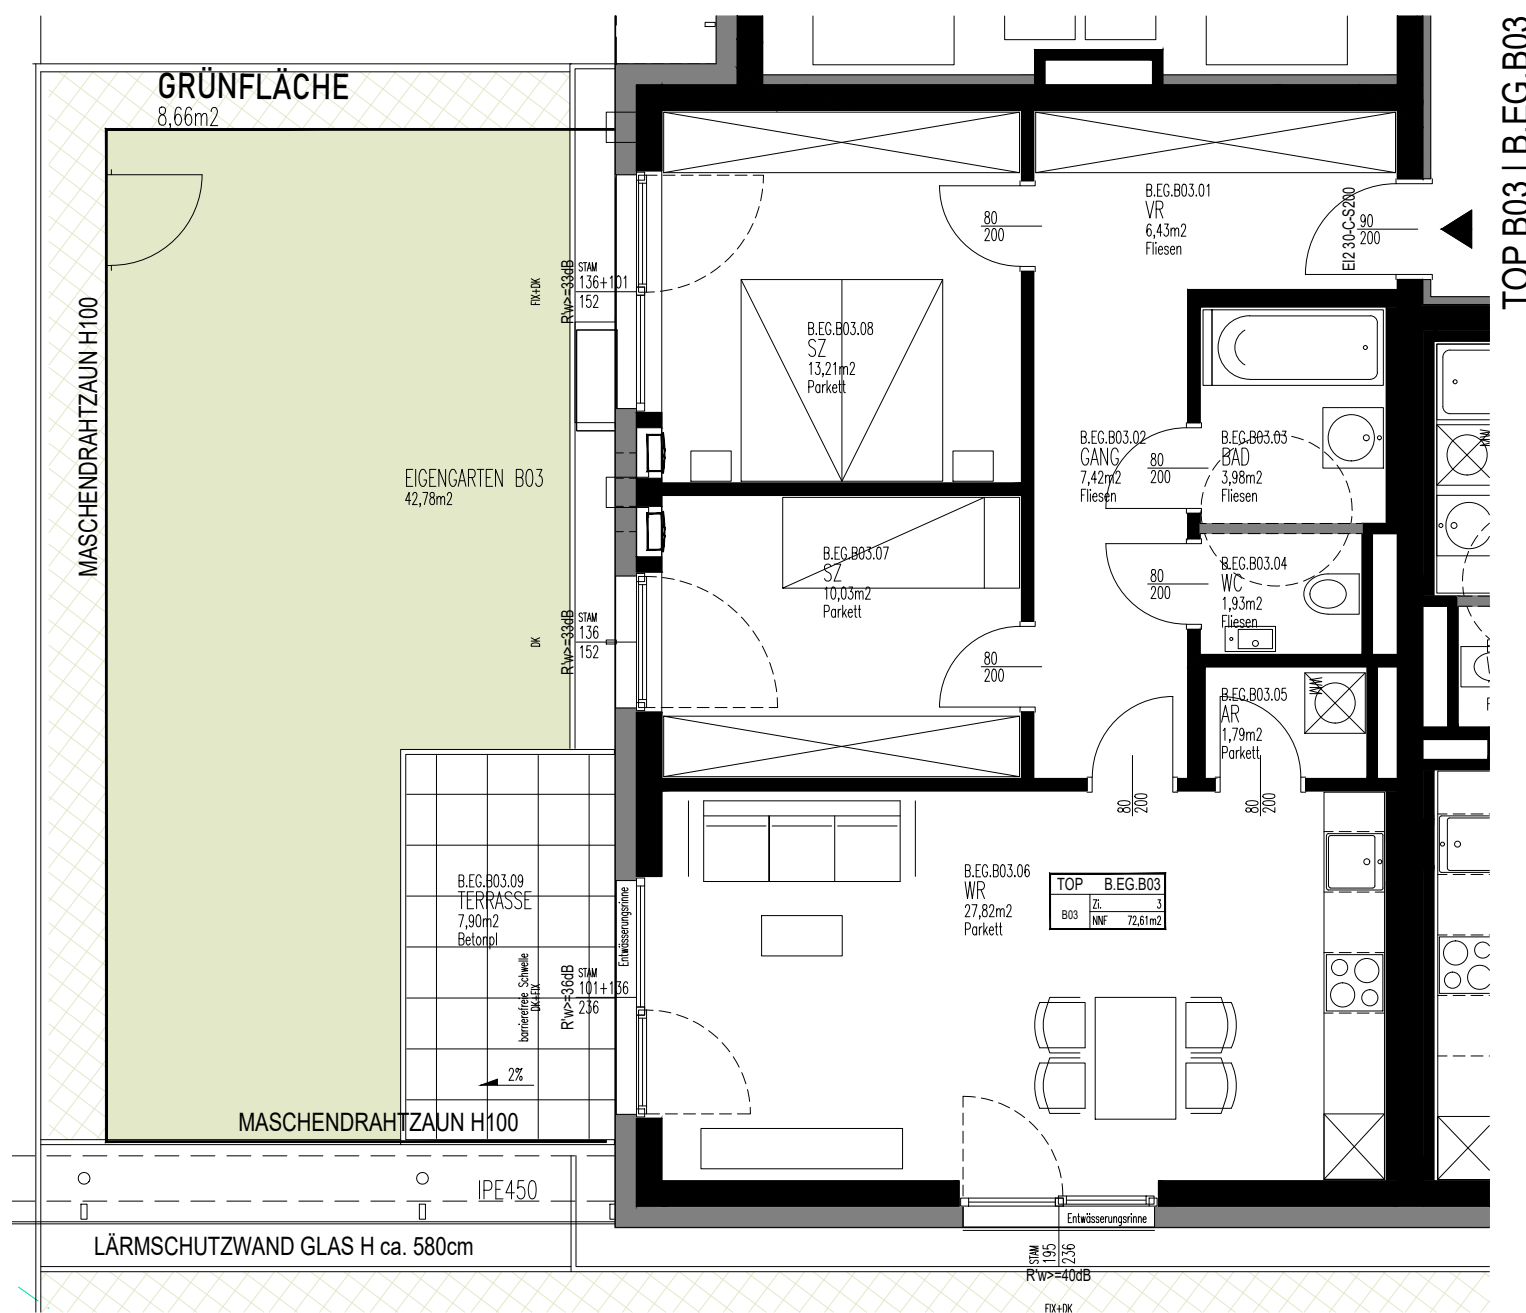 GRÜNFLÄCHE
8,66m2
TOP B03 | B.EG.B03
MASCHENDRAHTZAUN H100
EIGENGARTEN B03
42,78m2
FIX+DK
R'w>=33dB
STAM
136+101
152
B.EG.B03.08
SZ
13,21m2
Parkett
80
200
B.EG.B03.01
VR
6,43m2
Fliesen
EI2 30-C-S200
90
200
B.EG.B03.02
GANG
7,42m2
Fliesen
80
200
B.EG.B03.03
BAD
3,98m2
Fliesen
WM
DK
R'w>=33dB
STAM
136
152
B.EG.B03.07
SZ
10,03m2
Parkett
80
200
80
200
B.EG.B03.04
WC
1,93m2
Fliesen
B.EG.B03.05
AR
1,79m2
Parkett
WM
80
200
80
200
F
B.EG.B03.09
TERRASSE
7,90m2
Betonpl
barrierefreie Schwelle
DK+FIX
R'w>=36dB
STAM
101+136
236
Entwässerungsrinne
2%
B.EG.B03.06
WR
27,82m2
Parkett
TOP B.EG.B03
B03
Zi. 3
NNF 72,61m2
MASCHENDRAHTZAUN H100
IPE450
LÄRMSCHUTZWAND GLAS H ca. 580cm
Entwässerungsrinne
STAM
195
236
R'w>=40dB
FIX+DK